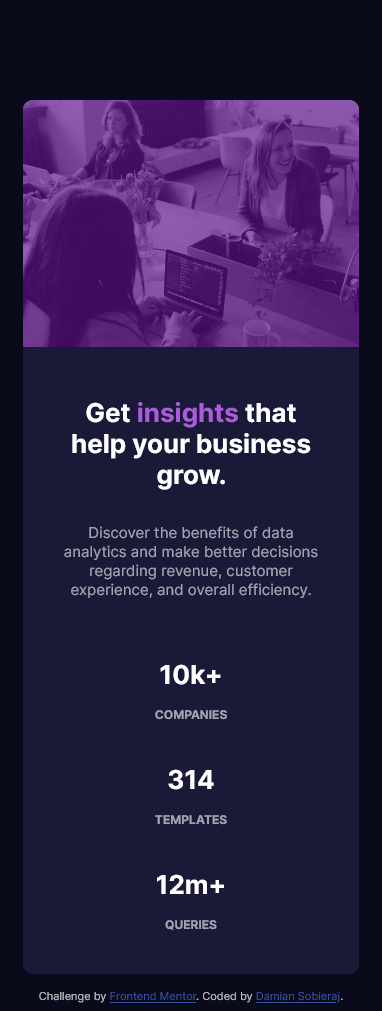 Get insights that
help your business
grow.
Discover the benefits of data
analytics and make better decisions
regarding revenue, customer
experience, and overall efficiency.
10k+
COMPANIES
314
TEMPLATES
12m+
QUERIES
Challenge by Frontend Mentor. Coded by Damian Sobieraj.